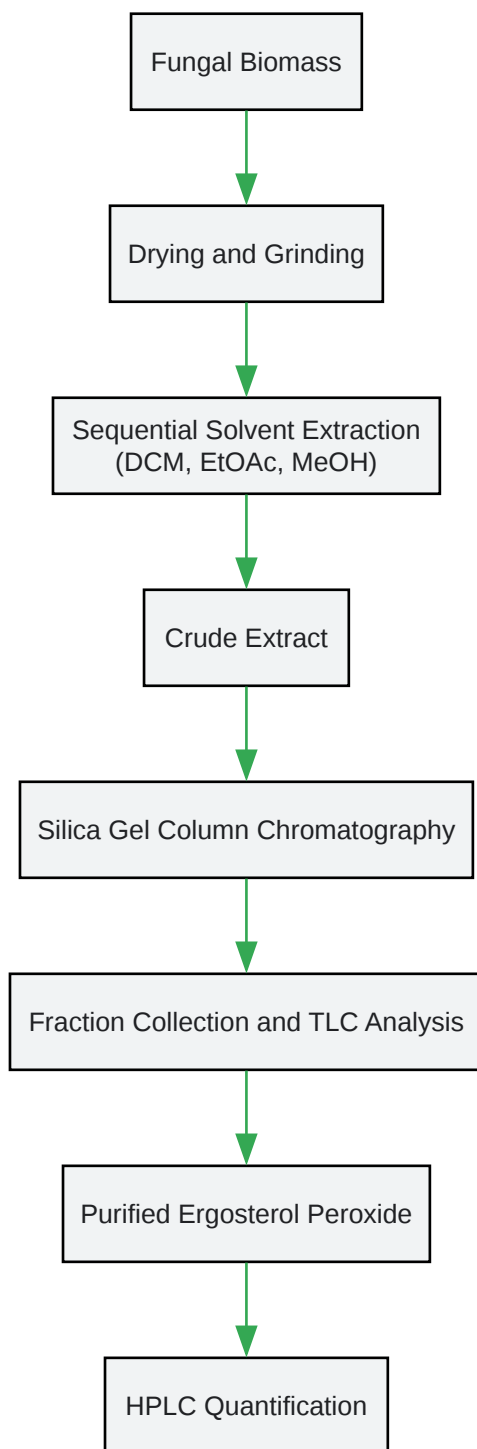 Fungal Biomass
Drying and Grinding
Sequential Solvent Extraction
(DCM, EtOAc, MeOH)
Crude Extract
Silica Gel Column Chromatography
Fraction Collection and TLC Analysis
Purified Ergosterol Peroxide
HPLC Quantification